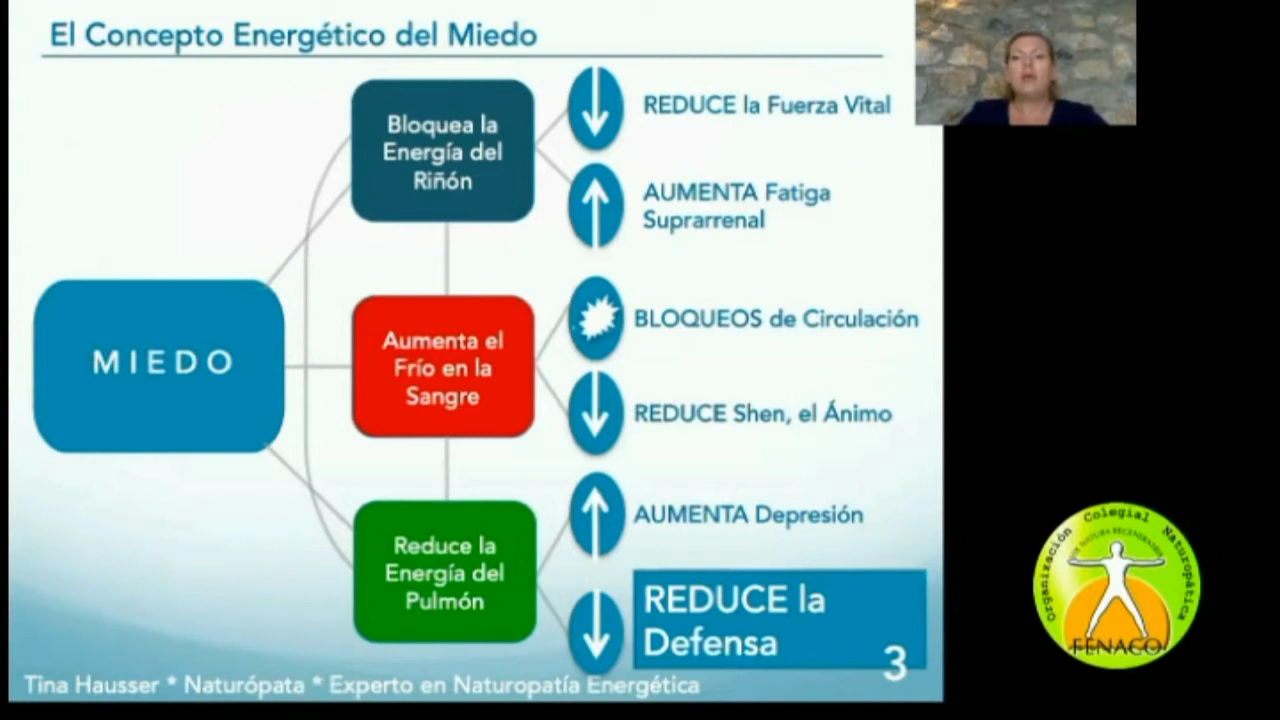 El Concepto Energético del Miedo
Bloquea la
Energía del
Riñón
REDUCE la Fuerza Vital
AUMENTA Fatiga
Suprarrenal
MIEDO
Aumenta el
Frío en la
Sangre
BLOQUEOS de Circulación
REDUCE Shen, el Ánimo
Reduce la
Energía del
Pulmón
AUMENTA Depresión
REDUCE la
Defensa
3
Tina Hausser * Naturópata * Experto en Naturopatía Energética
Organización Colegial Naturopática
NATURA REGENERATUR
FENACO